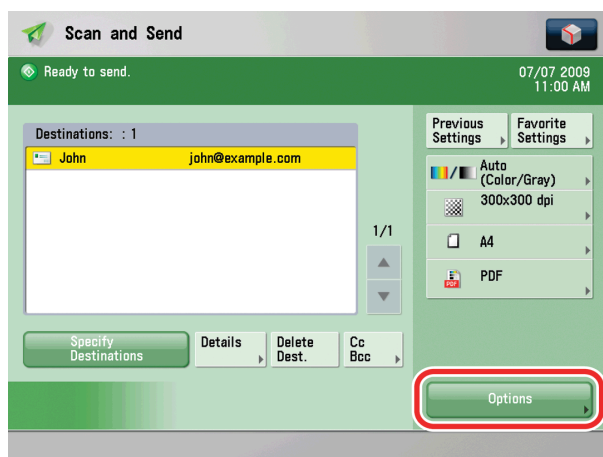 Scan and Send
Ready to send.
07/07 2009
11:00 AM
Destinations: : 1
John john@example.com
1/1
Specify
Destinations
Details
Delete
Dest.
Cc
Bcc
Previous
Settings
Favorite
Settings
Auto
(Color/Gray)
300x300 dpi
A4
PDF
PDF
Options